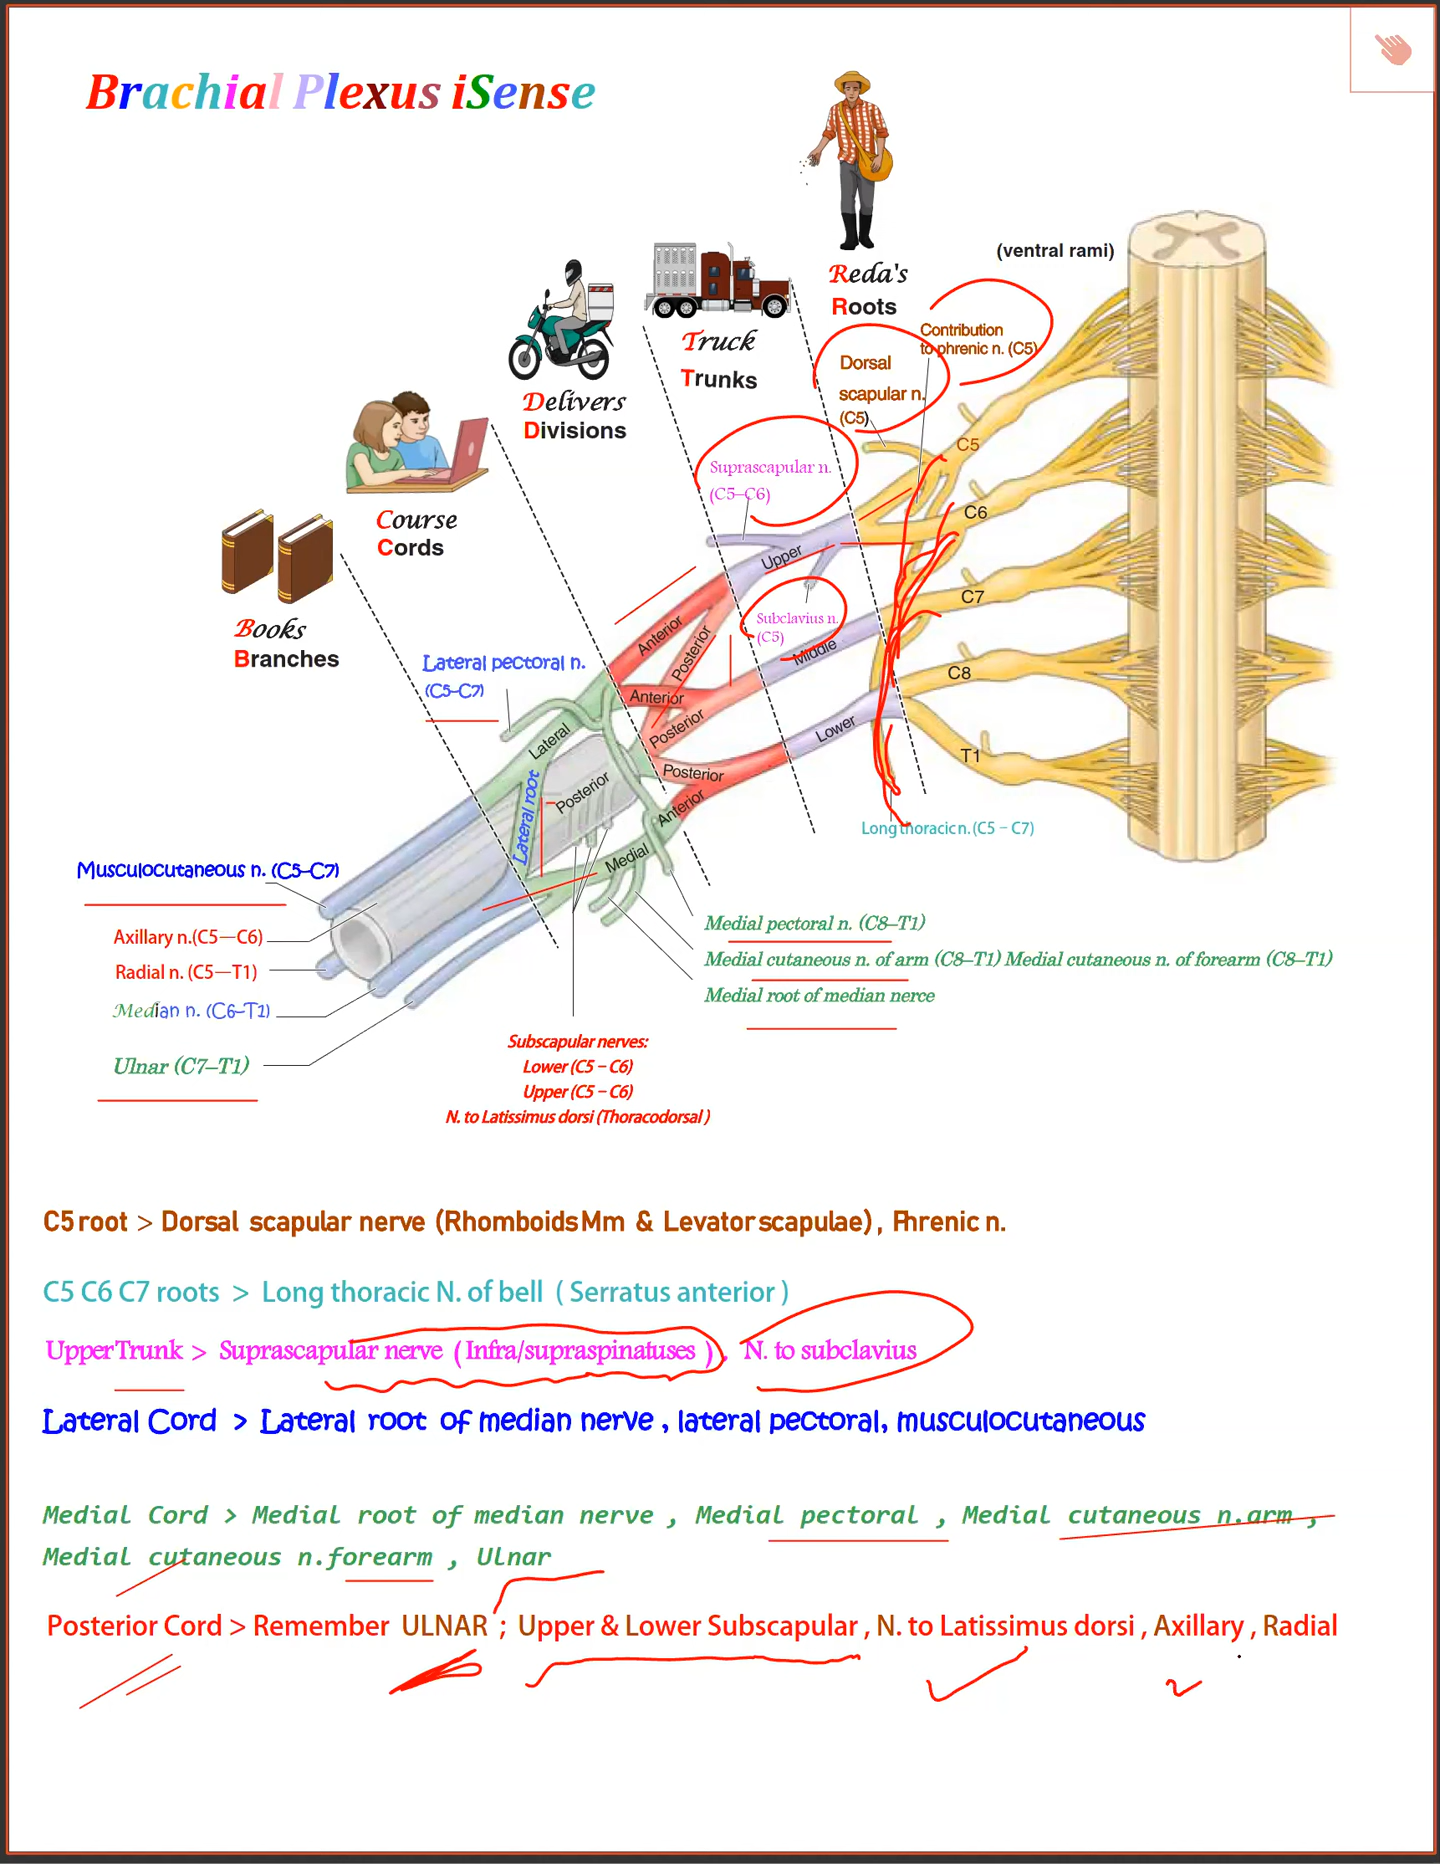 Brachial Plexus iSense
Reda's
Roots
(ventral rami)
Truck
Trunks
Delivers
Divisions
Course
Cords
Books
Branches
Contribution
to phrenic n. (C5)
Dorsal
scapular n.
(C5)
Suprascapular n.
(C5–C6)
C5
C6
Upper
C7
Subclavius n.
(C5)
Middle
Anterior
Posterior
Lateral pectoral n.
(C5–C7)
C8
Anterior
Posterior
Lower
T1
Lateral
Posterior
Posterior
Anterior
Lateral root
Long thoracic n. (C5 – C7)
Medial
Musculocutaneous n. (C5–C7)
Axillary n.(C5—C6)
Radial n. (C5—T1)
Median n. (C6–T1)
Ulnar (C7–T1)
Medial pectoral n. (C8–T1)
Medial cutaneous n. of arm (C8–T1) Medial cutaneous n. of forearm (C8–T1)
Medial root of median nerce
Subscapular nerves:
Lower (C5 – C6)
Upper (C5 – C6)
N. to Latissimus dorsi (Thoracodorsal )
C5 root > Dorsal scapular nerve (Rhomboids Mm & Levator scapulae) , Phrenic n.
C5 C6 C7 roots > Long thoracic N. of bell ( Serratus anterior )
Upper Trunk > Suprascapular nerve ( Infra/supraspinatuses ) , N. to subclavius
Lateral Cord > Lateral root of median nerve , lateral pectoral, musculocutaneous
Medial Cord > Medial root of median nerve , Medial pectoral , Medial cutaneous n.arm ,
Medial cutaneous n.forearm , Ulnar
Posterior Cord > Remember ULNAR ; Upper & Lower Subscapular , N. to Latissimus dorsi , Axillary , Radial